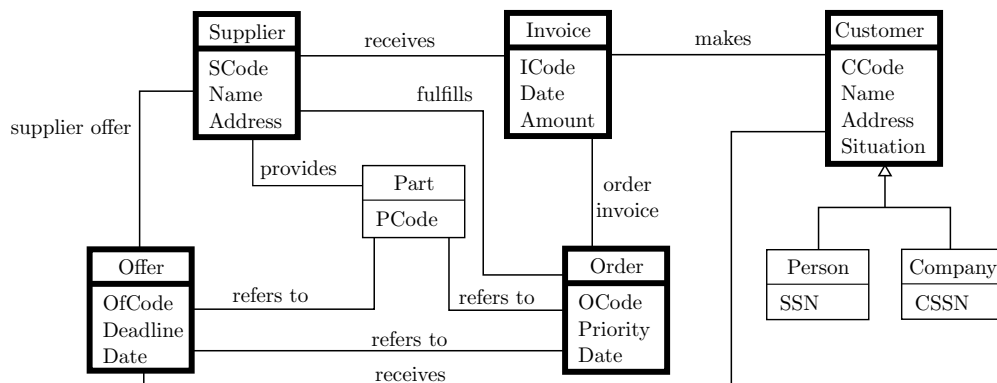 Supplier
SCode
Name
Address
receives
Invoice
ICode
Date
Amount
makes
Customer
CCode
Name
Address
Situation
fulfills
supplier offer
provides
Part
PCode
order
invoice
Offer
OfCode
Deadline
Date
refers to
refers to
Order
OCode
Priority
Date
refers to
receives
Person
SSN
Company
CSSN